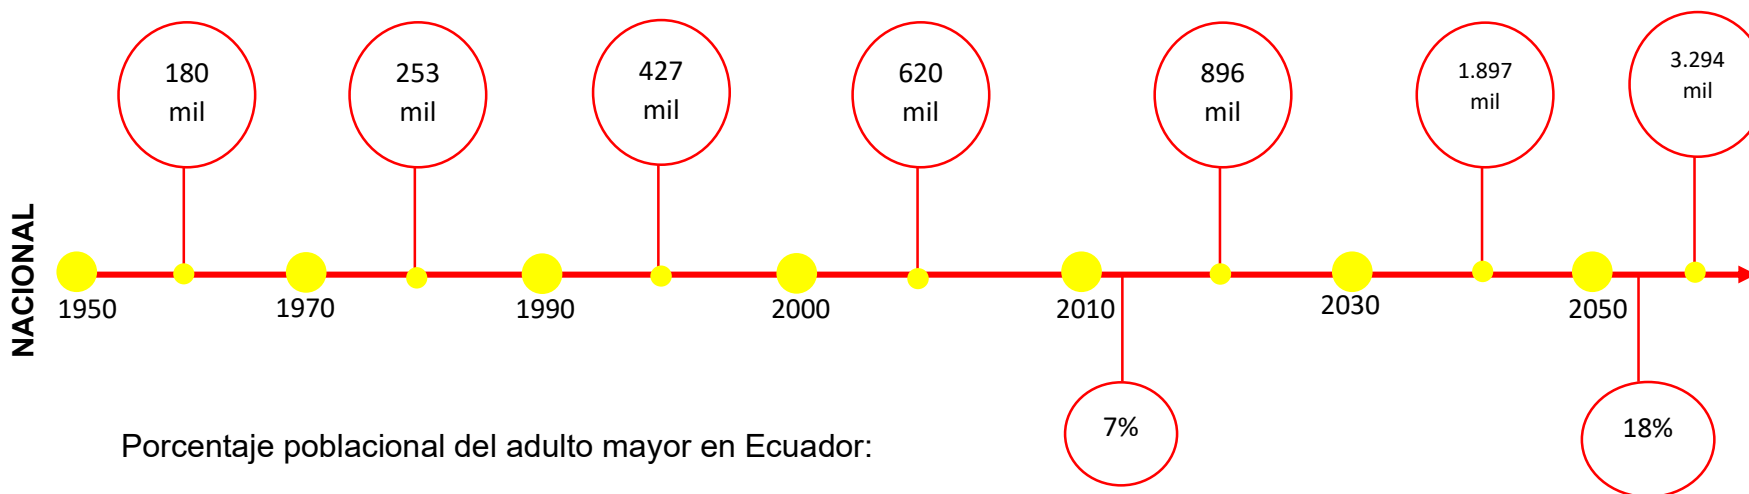 180
mil
253
mil
427
mil
620
mil
896
mil
1.897
mil
3.294
mil
NACIONAL
1950
1970
1990
2000
2010
2030
2050
7%
18%
Porcentaje poblacional del adulto mayor en Ecuador: